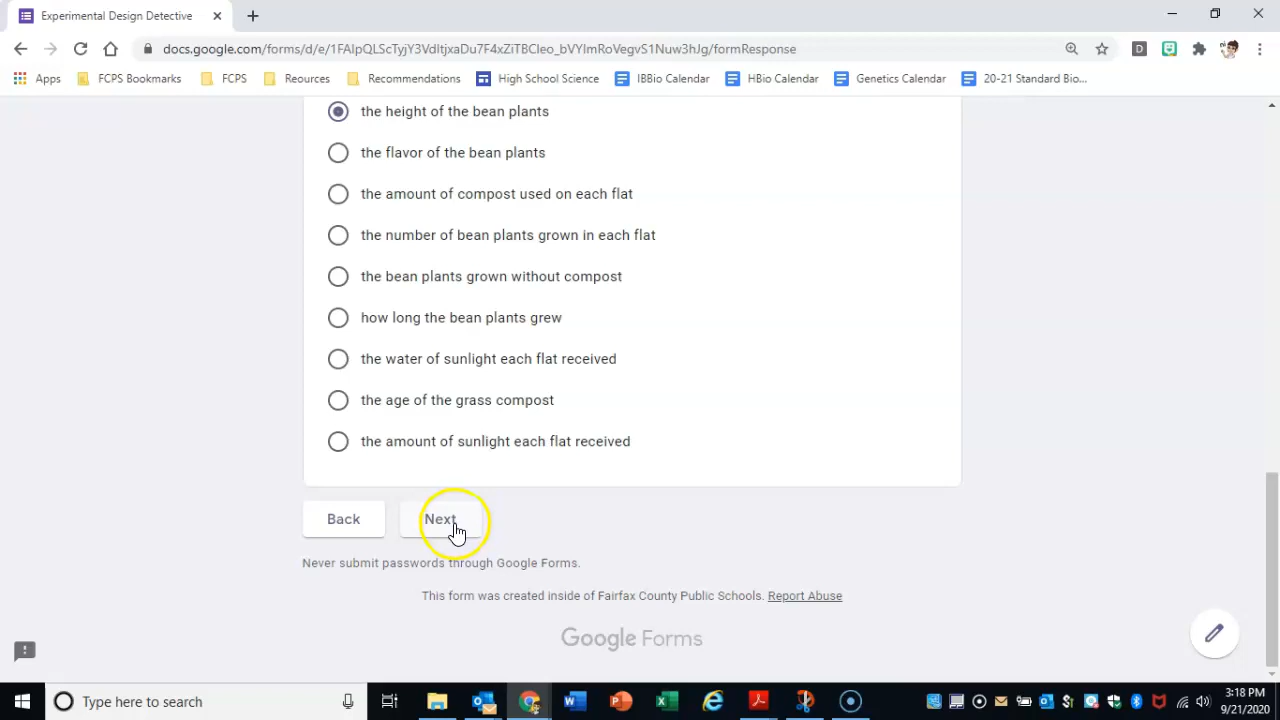 Experimental Design Detective
docs.google.com/forms/d/e/1FAIpQLScTyjY3VdItjxaDu7F4xZiTBCleo_bVYlmRoVegvS1Nuw3hJg/formResponse
Apps FCPS Bookmarks FCPS Reources Recommendations High School Science IBBio Calendar HBio Calendar Genetics Calendar 20-21 Standard Bio...
the height of the bean plants
the flavor of the bean plants
the amount of compost used on each flat
the number of bean plants grown in each flat
the bean plants grown without compost
how long the bean plants grew
the water of sunlight each flat received
the age of the grass compost
the amount of sunlight each flat received
Back Next
Never submit passwords through Google Forms.
This form was created inside of Fairfax County Public Schools. Report Abuse
Google Forms
Type here to search
3:18 PM
9/21/2020